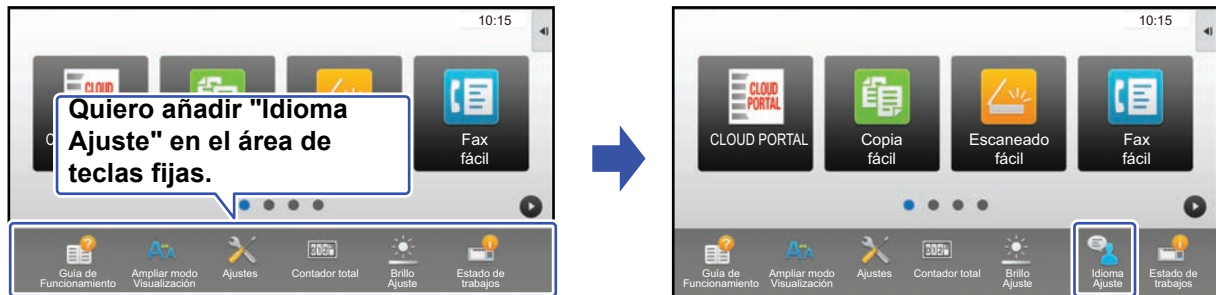 10:15
CLOUD
Quiero añadir "Idioma
Ajuste" en el área de
teclas fijas.
Fax
fácil
Guía de
Funcionamiento
Ampliar modo
Visualización
Ajustes
Contador total
Brillo
Ajuste
Estado de
trabajos
10:15
CLOUD
PORTAL
CLOUD PORTAL
Copia
fácil
Escaneado
fácil
Fax
fácil
Guía de
Funcionamiento
Ampliar modo
Visualización
Ajustes
Contador total
Brillo
Ajuste
Idioma
Ajuste
Estado de
trabajos